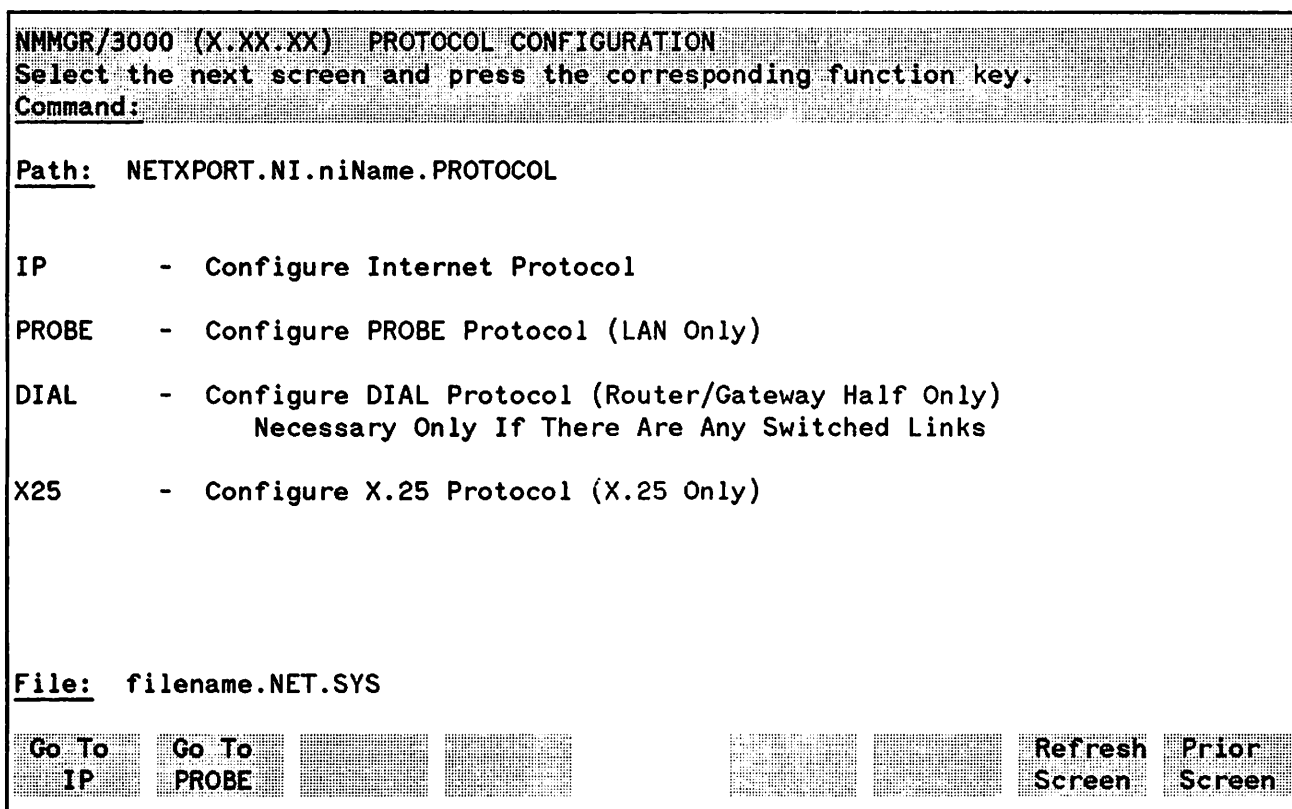 NMMGR/3000 (X.XX.XX) PROTOCOL CONFIGURATION
Select the next screen and press the corresponding function key.
Command:
Path: NETXPORT.NI.niName.PROTOCOL
IP - Configure Internet Protocol
PROBE - Configure PROBE Protocol (LAN Only)
DIAL - Configure DIAL Protocol (Router/Gateway Half Only)
Necessary Only If There Are Any Switched Links
X25 - Configure X.25 Protocol (X.25 Only)
File: filename.NET.SYS
Go To Go To Refresh Prior
IP PROBE Screen Screen